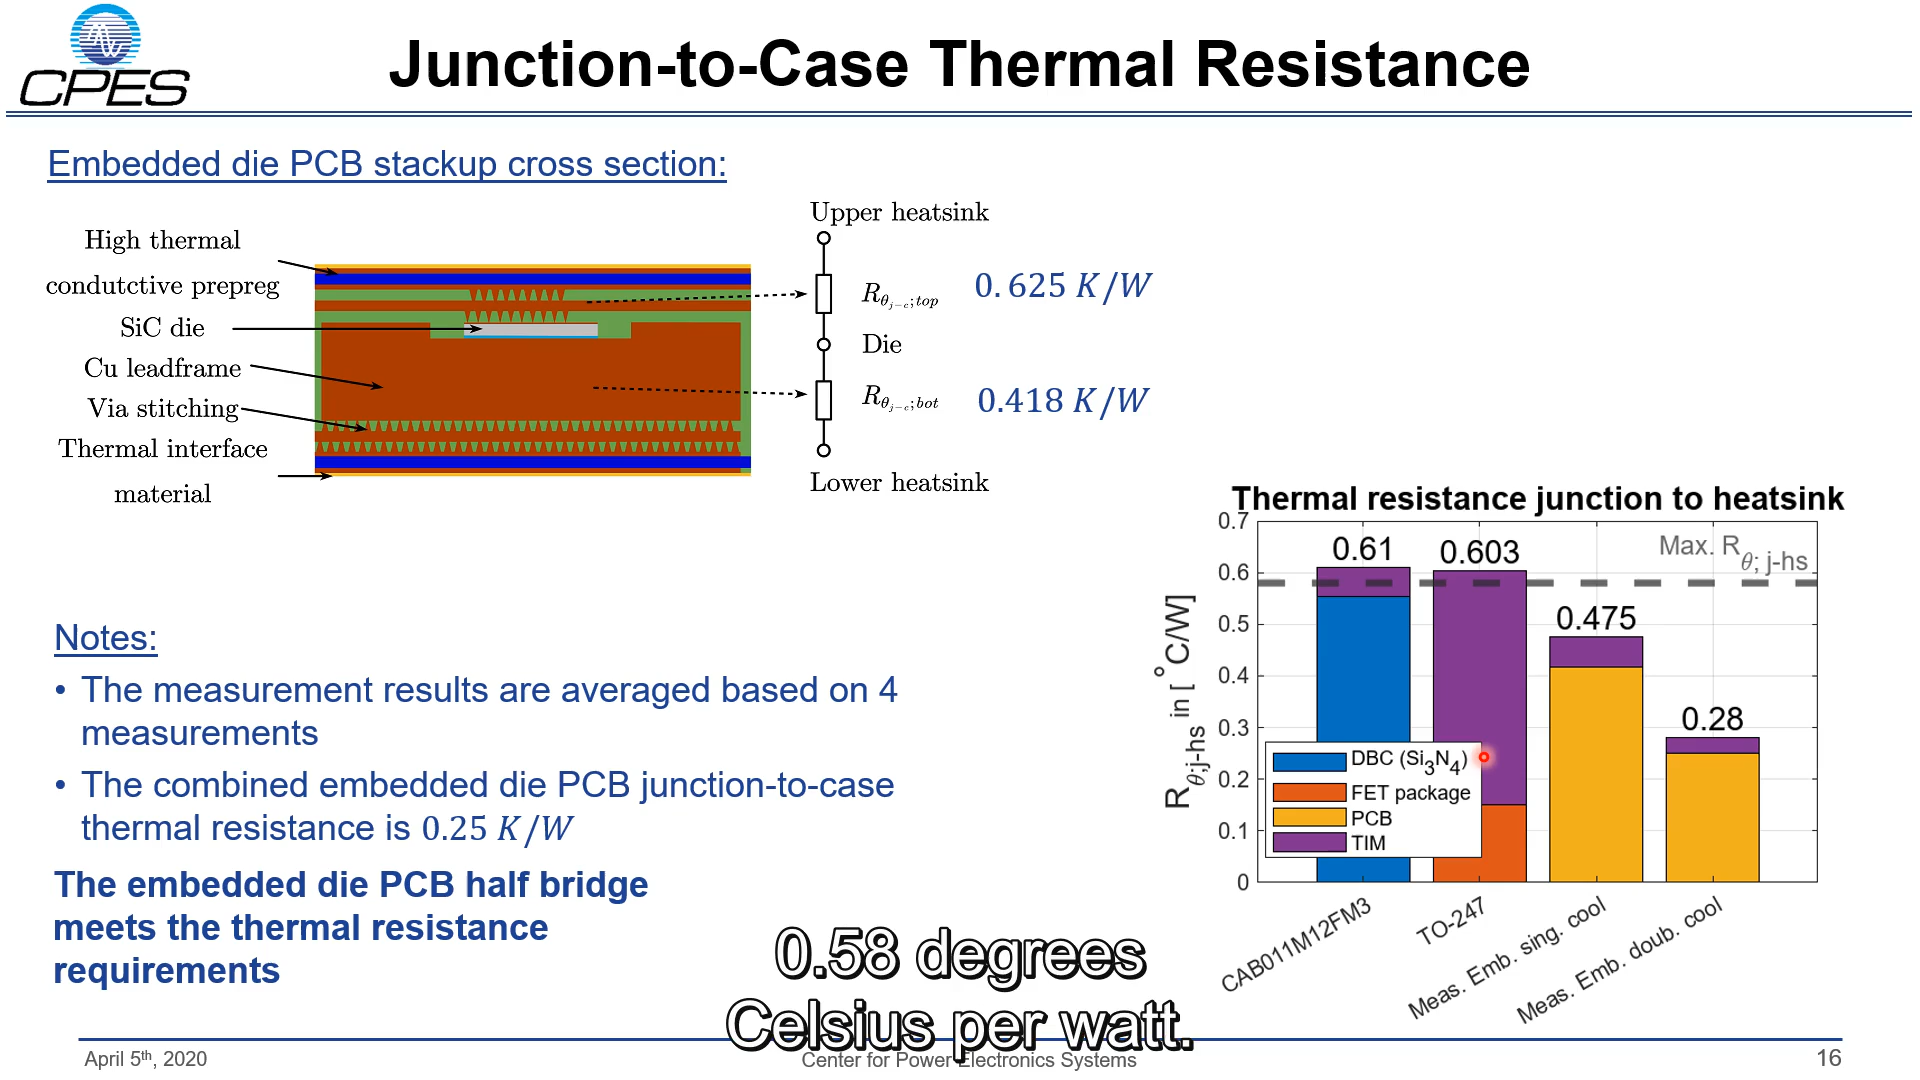 CPES
Junction-to-Case Thermal Resistance
Embedded die PCB stackup cross section:
High thermal
condutctive prepreg
SiC die
Cu leadframe
Via stitching
Thermal interface
material
Upper heatsink
Rθj−c;top
0.625 K/W
Die
Rθj−c;bot
0.418 K/W
Lower heatsink
Notes:
• The measurement results are averaged based on 4
measurements
• The combined embedded die PCB junction-to-case
thermal resistance is 0.25 K/W
The embedded die PCB half bridge
meets the thermal resistance
requirements
Thermal resistance junction to heatsink
Rθ;j-hs in [°C/W]
0.7
0.6
0.5
0.4
0.3
0.2
0.1
0
0.61
0.603
0.475
0.28
Max. Rθ; j-hs
DBC (Si3N4)
FET package
PCB
TIM
CAB011M12FM3
TO-247
Meas. Emb. sing. cool
Meas. Emb. doub. cool
0.58 degrees
Celsius per watt.
April 5th, 2020
Center for Power Electronics Systems
16